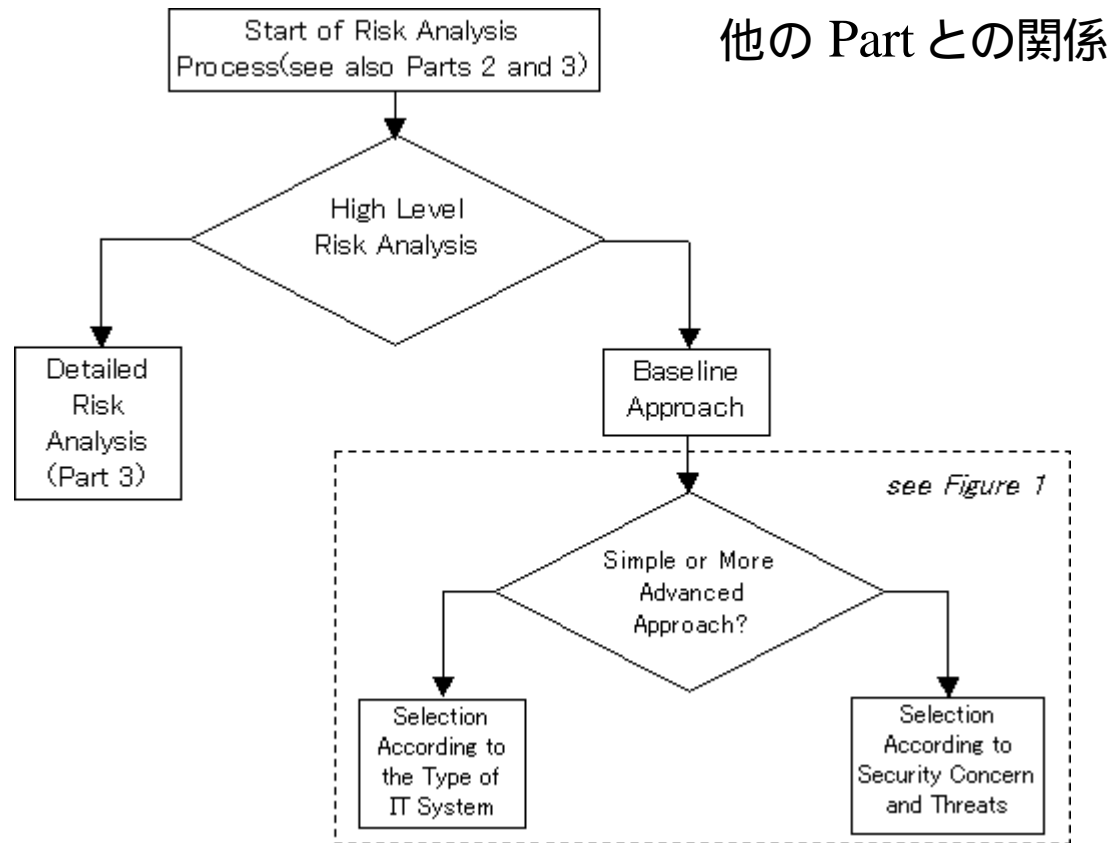 他の Part との関係
Start of Risk Analysis
Process(see also Parts 2 and 3)
High Level
Risk Analysis
Detailed
Risk
Analysis
(Part 3)
Baseline
Approach
see Figure 1
Simple or More
Advanced
Approach?
Selection
According to
the Type of
IT System
Selection
According to
Security Concern
and Threats